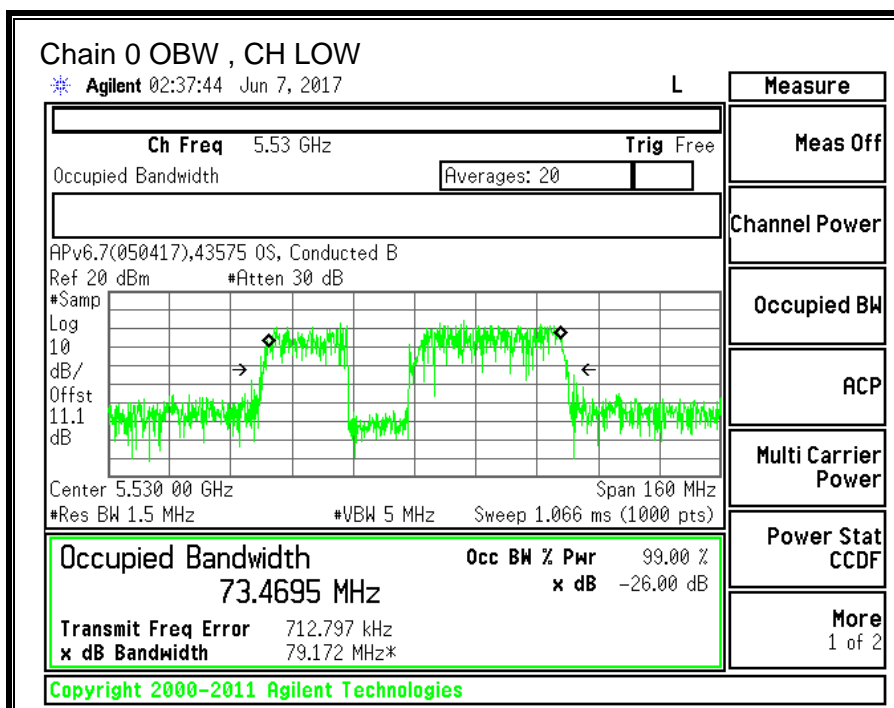 Chain 0 OBW , CH LOW
Agilent 02:37:44 Jun 7, 2017 L
Measure
Ch Freq 5.53 GHz Trig Free
Occupied Bandwidth Averages: 20
APv6.7(050417),43575 OS, Conducted B
Ref 20 dBm #Atten 30 dB
#Samp
Log
10
dB/
Offst
11.1
dB
Center 5.530 00 GHz Span 160 MHz
#Res BW 1.5 MHz #VBW 5 MHz Sweep 1.066 ms (1000 pts)
Occupied Bandwidth Occ BW % Pwr 99.00 %
73.4695 MHz x dB -26.00 dB
Transmit Freq Error 712.797 kHz
x dB Bandwidth 79.172 MHz*
Meas Off
Channel Power
Occupied BW
ACP
Multi Carrier
Power
Power Stat
CCDF
More
1 of 2
Copyright 2000-2011 Agilent Technologies